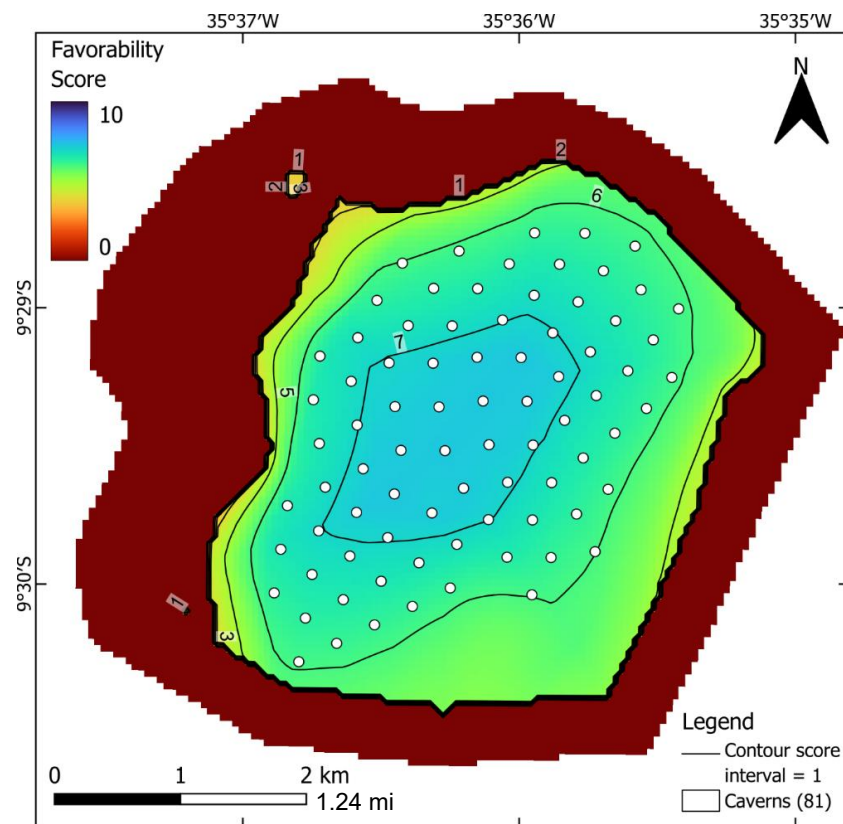 35°37'W 35°36'W 35°35'W
Favorability
Score
10
0
N
1
2
3
1
2
6
9°29'S
7
5
9°30'S
1
3
0 1 2 km
1.24 mi
Legend
Contour score
interval = 1
Caverns (81)